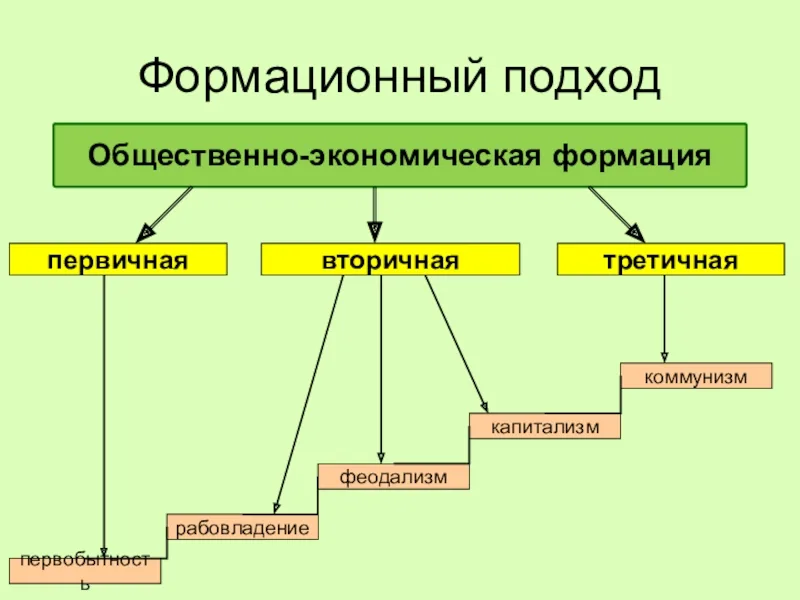 Формационный подход
Общественно-экономическая формация
первичная
вторичная
третичная
коммунизм
капитализм
феодализм
рабовладение
первобытност
ь